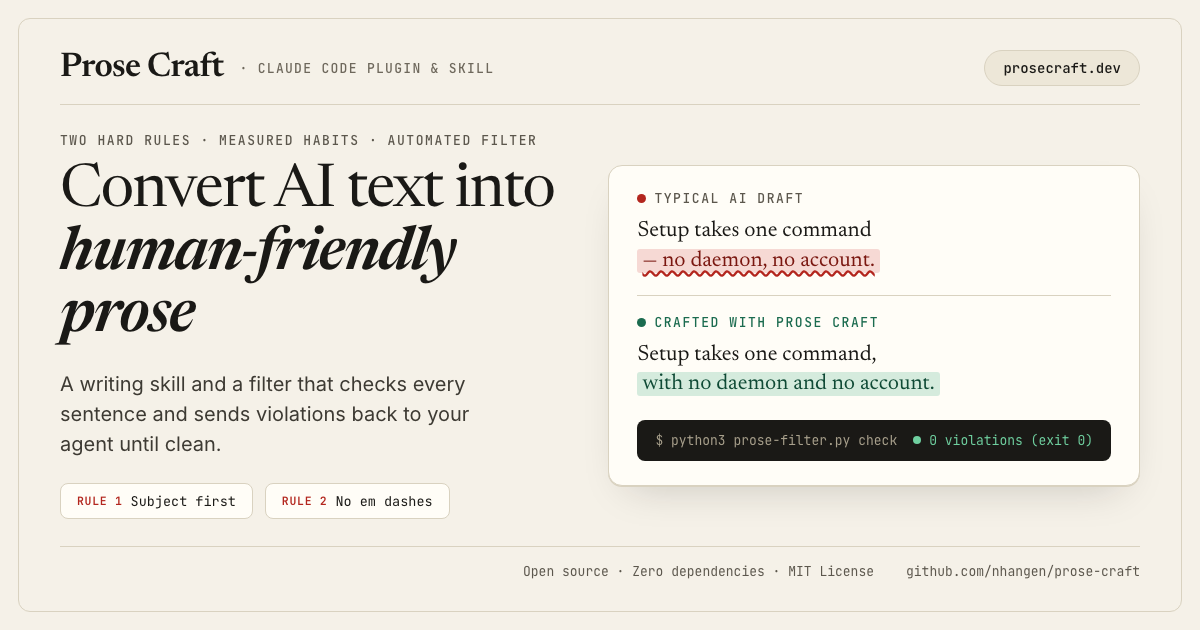 Prose Craft · CLAUDE CODE PLUGIN & SKILL
prosecraft.dev
TWO HARD RULES · MEASURED HABITS · AUTOMATED FILTER
Convert AI text into
human-friendly
prose
A writing skill and a filter that checks every
sentence and sends violations back to your
agent until clean.
RULE 1 Subject first
RULE 2 No em dashes
TYPICAL AI DRAFT
Setup takes one command
— no daemon, no account.
CRAFTED WITH PROSE CRAFT
Setup takes one command,
with no daemon and no account.
$ python3 prose-filter.py check ● 0 violations (exit 0)
Open source · Zero dependencies · MIT License
github.com/nhangen/prose-craft